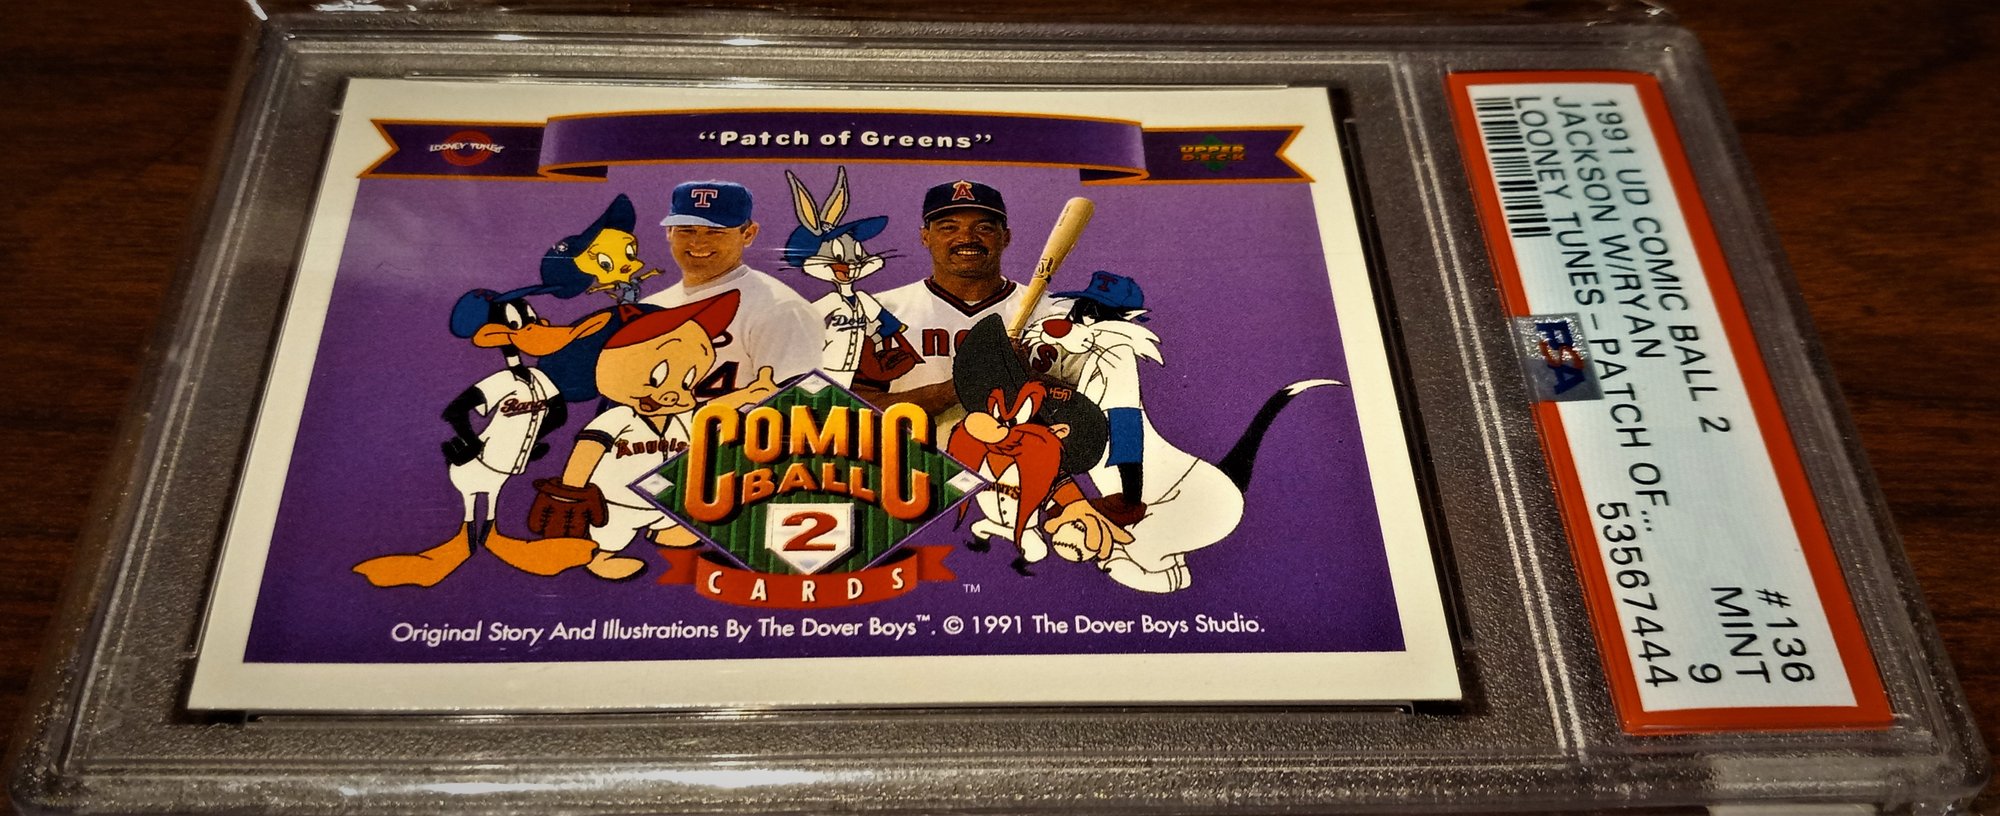 LOONEY TUNES
“Patch of Greens”
UPPER
DECK
T
A
T
A
Angels
COMIC
BALL
2
CARDS
TM
Original Story And Illustrations By The Dover Boys™. © 1991 The Dover Boys Studio.
1991 UD COMIC BALL 2 #136
JACKSON W/RYAN MINT
LOONEY TUNES-PATCH OF... 9
PSA
53567444